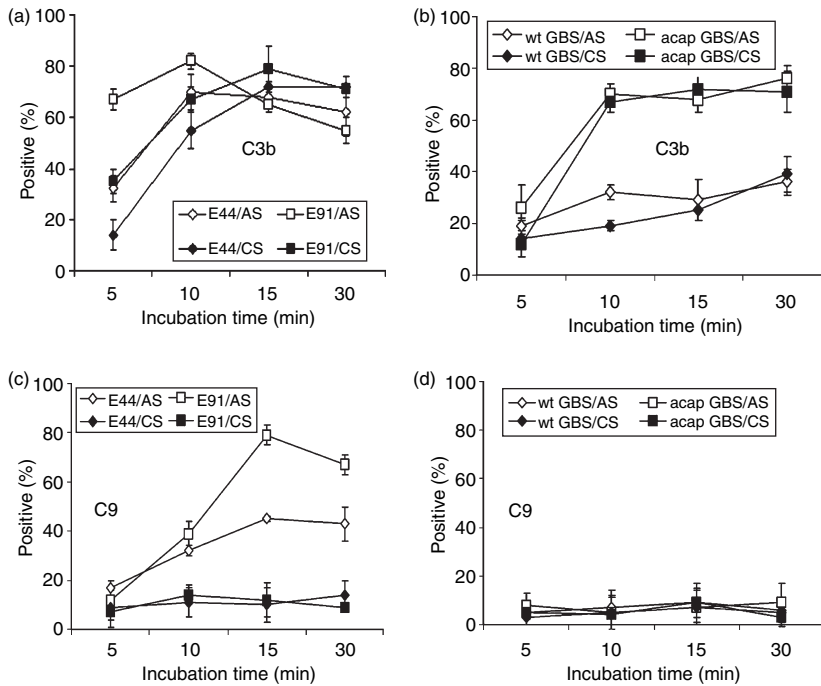 (a)
100
80
60
40
20
0
Positive (%)
C3b
E44/AS E91/AS
E44/CS E91/CS
5 10 15 30
Incubation time (min)
(b)
100
80
60
40
20
0
Positive (%)
wt GBS/AS acap GBS/AS
wt GBS/CS acap GBS/CS
C3b
5 10 15 30
Incubation time (min)
(c)
100
80
60
40
20
0
Positive (%)
E44/AS E91/AS
E44/CS E91/CS
C9
5 10 15 30
Incubation time (min)
(d)
100
80
60
40
20
0
Positive (%)
wt GBS/AS acap GBS/AS
wt GBS/CS acap GBS/CS
C9
5 10 15 30
Incubation time (min)